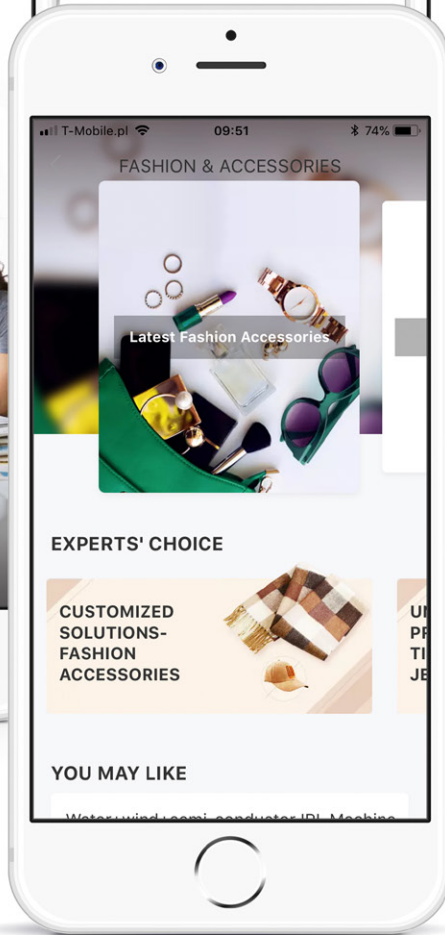 T-Mobile.pl 09:51 74%
FASHION & ACCESSORIES
Latest Fashion Accessories
EXPERTS' CHOICE
CUSTOMIZED
SOLUTIONS-
FASHION
ACCESSORIES
YOU MAY LIKE